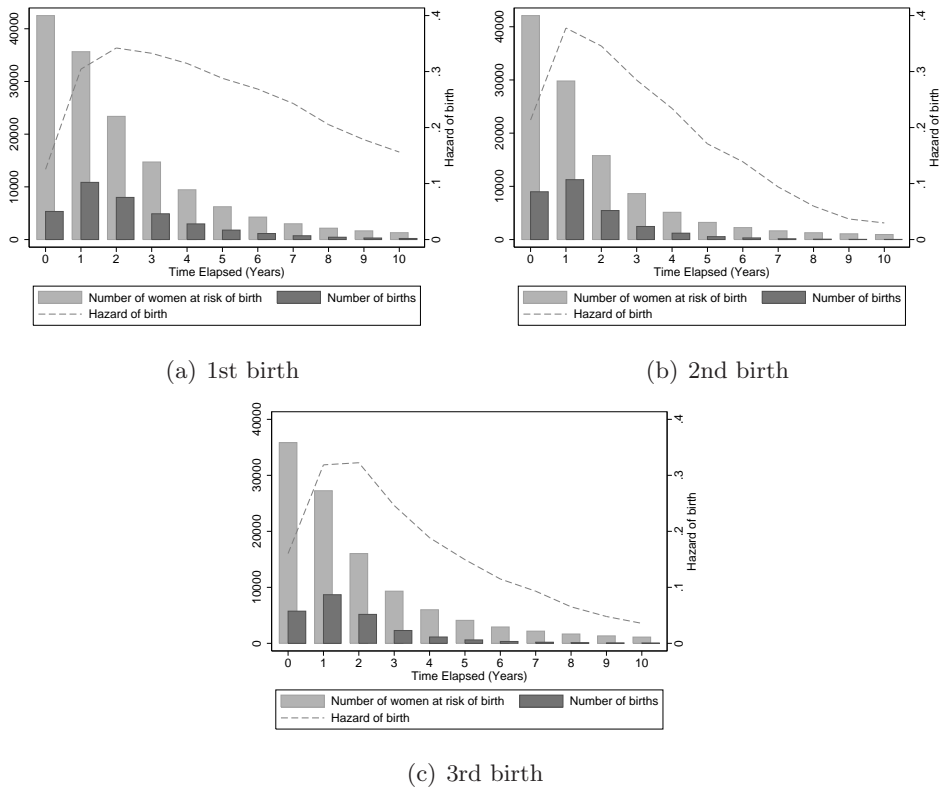 40000
30000
20000
10000
0
.4
.3
.2
.1
0
Hazard of birth
0 1 2 3 4 5 6 7 8 9 10
Time Elapsed (Years)
Number of women at risk of birth Number of births
Hazard of birth
(a) 1st birth
40000
30000
20000
10000
0
.4
.3
.2
.1
0
Hazard of birth
0 1 2 3 4 5 6 7 8 9 10
Time Elapsed (Years)
Number of women at risk of birth Number of births
Hazard of birth
(b) 2nd birth
40000
30000
20000
10000
0
.4
.3
.2
.1
0
Hazard of birth
0 1 2 3 4 5 6 7 8 9 10
Time Elapsed (Years)
Number of women at risk of birth Number of births
Hazard of birth
(c) 3rd birth